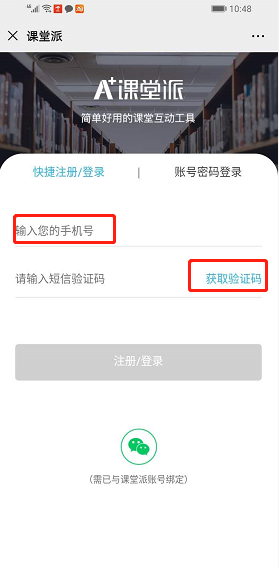 10:48
课堂派
A+课堂派
简单好用的课堂互动工具
快捷注册/登录 | 账号密码登录
输入您的手机号
请输入短信验证码 获取验证码
注册/登录
(需已与课堂派账号绑定)